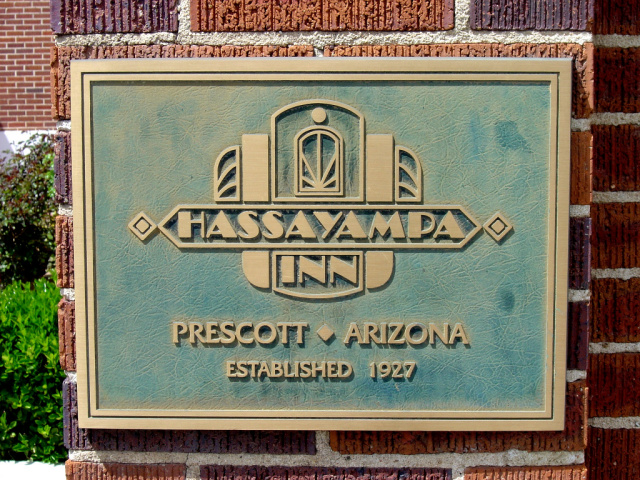 HASSAYAMPA
INN
PRESCOTT ◆ ARIZONA
ESTABLISHED 1927